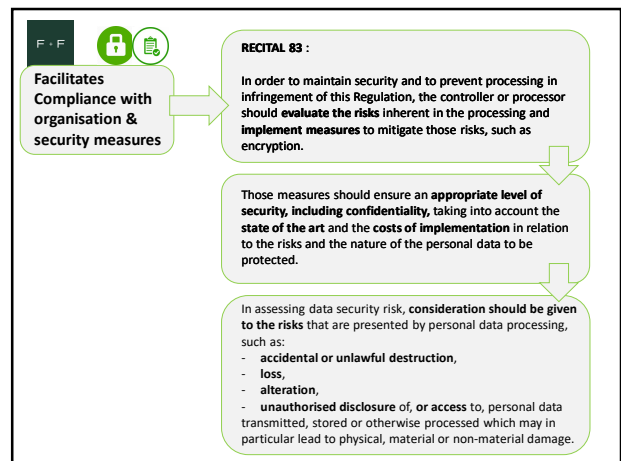 F + F
Facilitates
Compliance with
organisation &
security measures
RECITAL 83 :
In order to maintain security and to prevent processing in
infringement of this Regulation, the controller or processor
should evaluate the risks inherent in the processing and
implement measures to mitigate those risks, such as
encryption.
Those measures should ensure an appropriate level of
security, including confidentiality, taking into account the
state of the art and the costs of implementation in relation
to the risks and the nature of the personal data to be
protected.
In assessing data security risk, consideration should be given
to the risks that are presented by personal data processing,
such as:
- accidental or unlawful destruction,
- loss,
- alteration,
- unauthorised disclosure of, or access to, personal data
transmitted, stored or otherwise processed which may in
particular lead to physical, material or non-material damage.